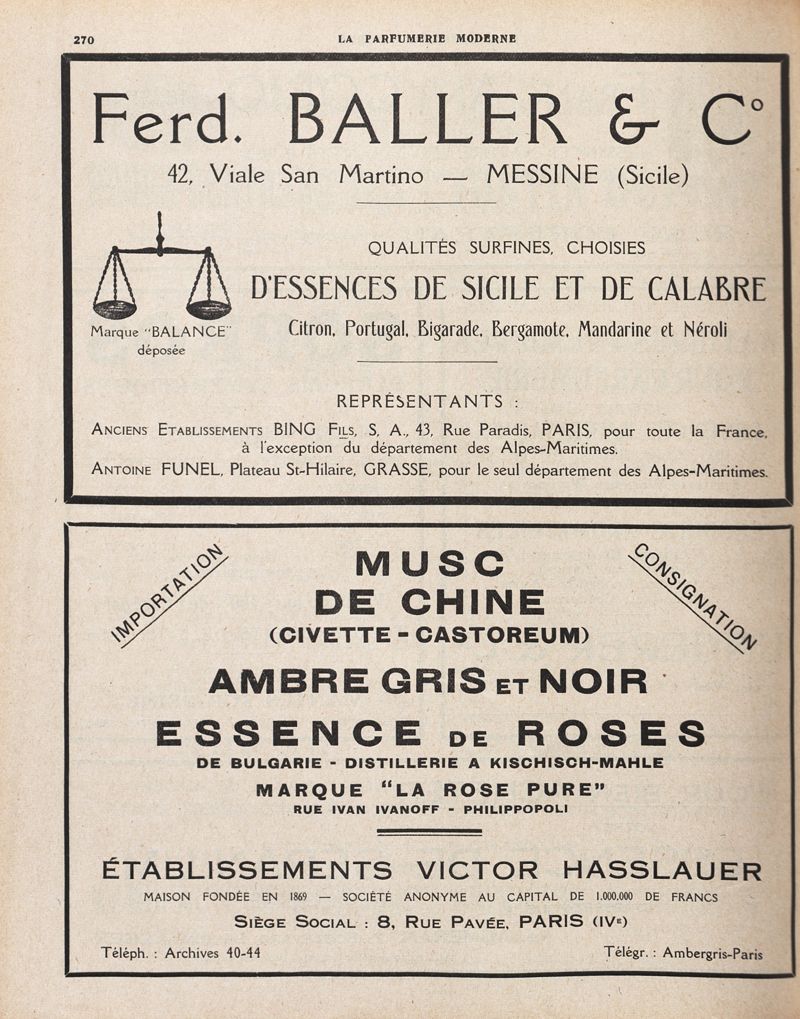 270
LA PARFUMERIE MODERNE
Ferd. BALLER & Cº
42, Viale San Martino — MESSINE (Sicile)
QUALITÉS SURFINES, CHOISIES
D'ESSENCES DE SICILE ET DE CALABRE
Citron, Portugal, Bigarade, Bergamote, Mandarine et Néroli
Marque "BALANCE"
déposée
REPRÉSENTANTS :
ANCIENS ETABLISSEMENTS BING FILS, S. A., 43, Rue Paradis, PARIS, pour toute la France,
à l'exception du département des Alpes-Maritimes.
ANTOINE FUNEL, Plateau St-Hilaire, GRASSE, pour le seul département des Alpes-Maritimes.
IMPORTATION
CONSIGNATION
MUSC
DE CHINE
(CIVETTE - CASTOREUM)
AMBRE GRIS ET NOIR
ESSENCE DE ROSES
DE BULGARIE - DISTILLERIE A KISCHISCH-MAHLE
MARQUE "LA ROSE PURE"
RUE IVAN IVANOFF - PHILIPPOPOLI
ÉTABLISSEMENTS VICTOR HASSLAUER
MAISON FONDÉE EN 1869 — SOCIÉTÉ ANONYME AU CAPITAL DE 1.000.000 DE FRANCS
SIÈGE SOCIAL : 8, RUE PAVÉE, PARIS (IVᵉ)
Téléph. : Archives 40-44
Télégr. : Ambergris-Paris